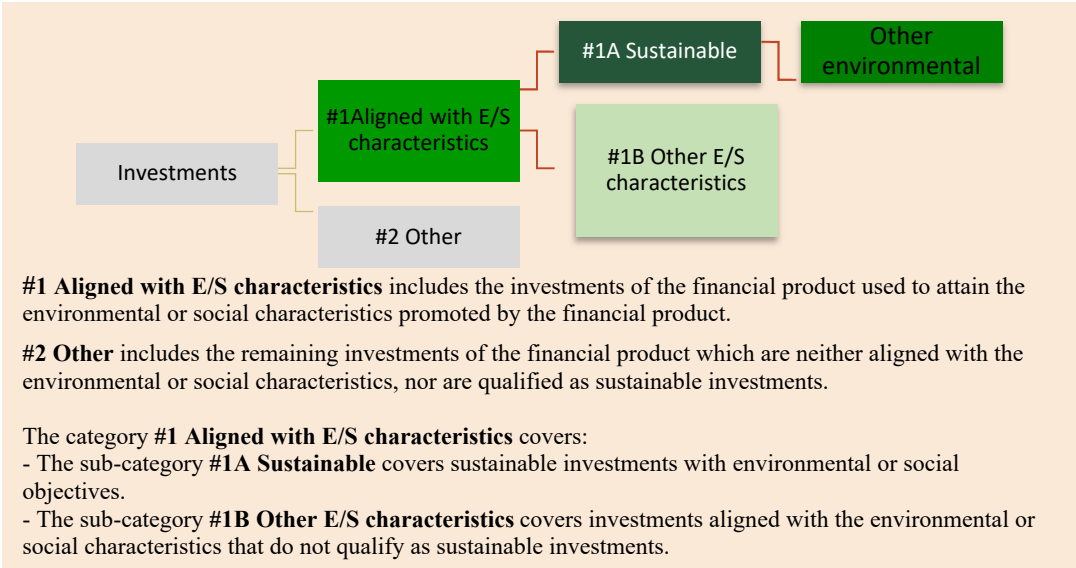 #1A Sustainable
Other
environmental
#1Aligned with E/S
characteristics
#1B Other E/S
characteristics
Investments
#2 Other
#1 Aligned with E/S characteristics includes the investments of the financial product used to attain the
environmental or social characteristics promoted by the financial product.
#2 Other includes the remaining investments of the financial product which are neither aligned with the
environmental or social characteristics, nor are qualified as sustainable investments.
The category #1 Aligned with E/S characteristics covers:
- The sub-category #1A Sustainable covers sustainable investments with environmental or social
objectives.
- The sub-category #1B Other E/S characteristics covers investments aligned with the environmental or
social characteristics that do not qualify as sustainable investments.